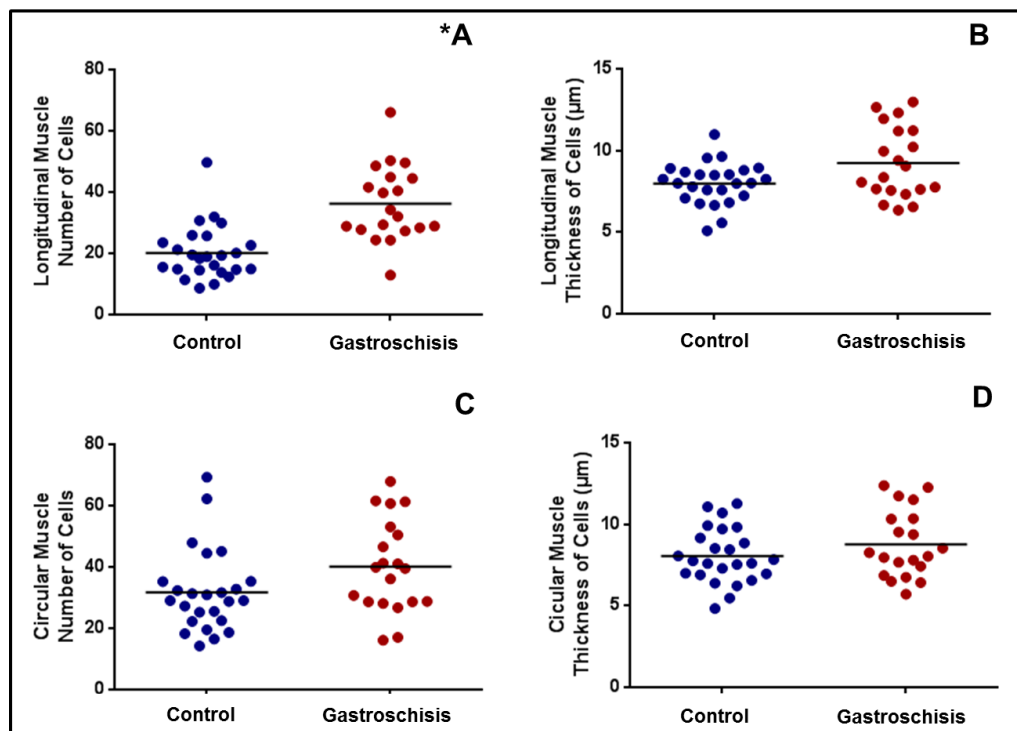 *A
Longitudinal Muscle
Number of Cells
80
60
40
20
0
Control
Gastroschisis
B
Longitudinal Muscle
Thickness of Cells (µm)
15
10
5
0
Control
Gastroschisis
C
Circular Muscle
Number of Cells
80
60
40
20
0
Control
Gastroschisis
D
Cicular Muscle
Thickness of Cells (µm)
15
10
5
0
Control
Gastroschisis